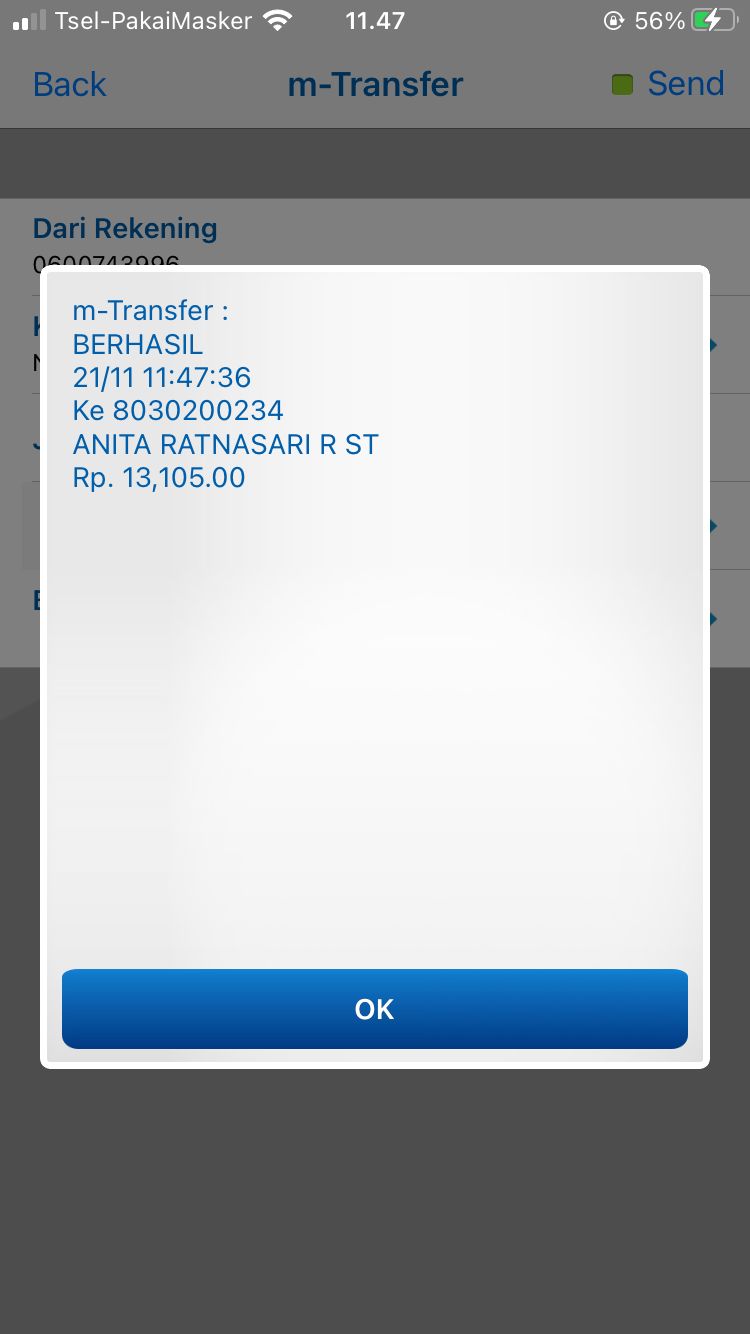 Tsel-PakaiMasker 11.47 56%
Back m-Transfer Send
Dari Rekening
0600743996
m-Transfer :
BERHASIL
21/11 11:47:36
Ke 8030200234
ANITA RATNASARI R ST
Rp. 13,105.00
OK